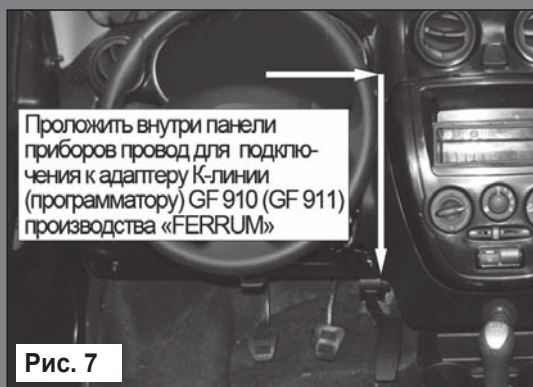 Проложить внутри панели
приборов провод для подклю-
чения к адаптеру К-линии
(программатору) GF 910 (GF 911)
производства «FERRUM»
Рис. 7